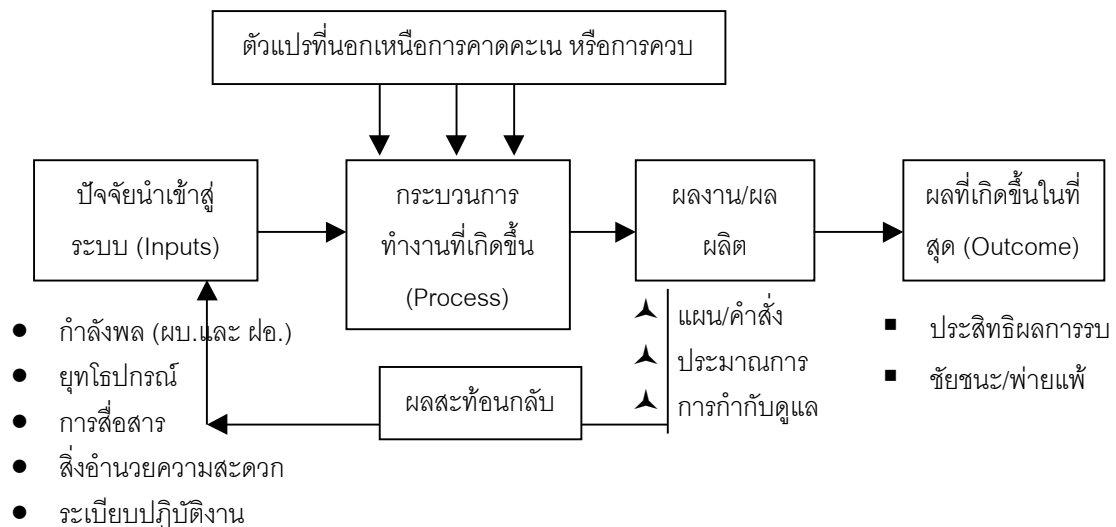 ตัวแปรที่นอกเหนือการคาดคะเน หรือการควบ
ปัจจัยนำเข้าสู่
ระบบ (Inputs)
กระบวนการ
ทำงานที่เกิดขึ้น
(Process)
ผลงาน/ผล
ผลิต
ผลที่เกิดขึ้นในที่
สุด (Outcome)
กำลังพล (ผบ.และ ฝอ.)
ยุทโธปกรณ์
การสื่อสาร
สิ่งอำนวยความสะดวก
ระเบียบปฏิบัติงาน
ผลสะท้อนกลับ
แผน/คำสั่ง
ประมาณการ
การกำกับดูแล
ประสิทธิผลการรบ
ชัยชนะ/พ่ายแพ้